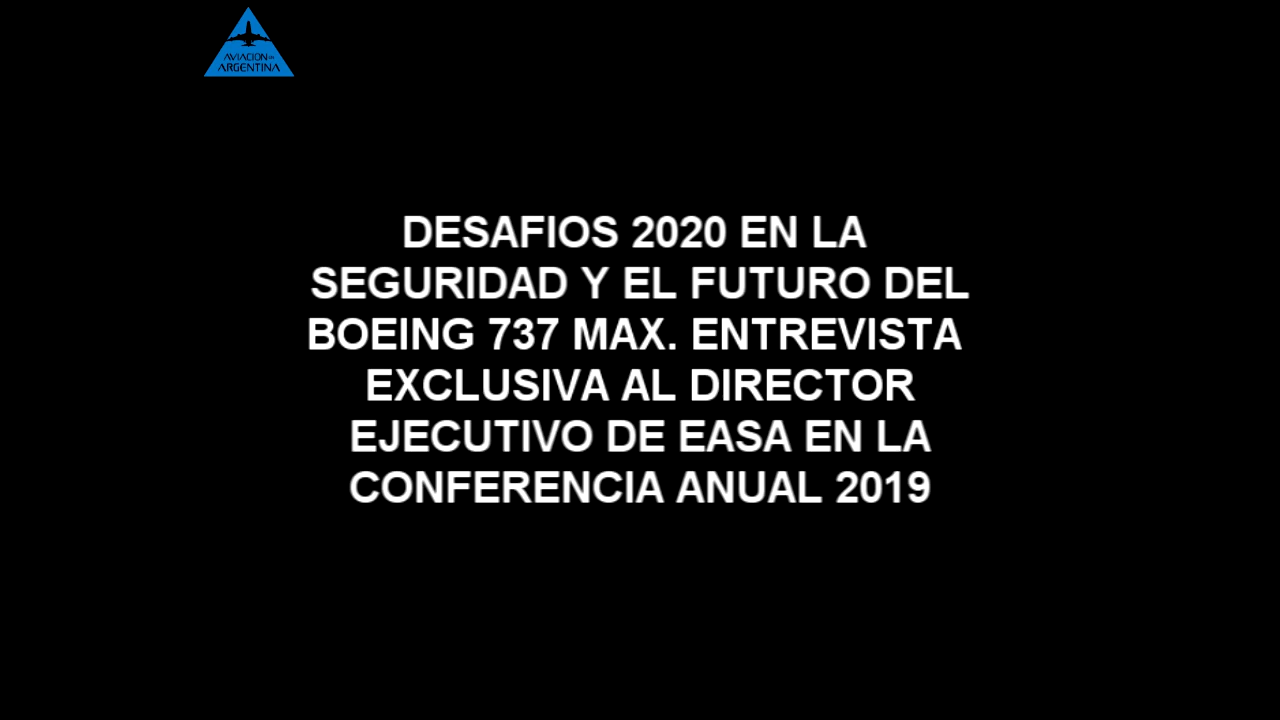 AVIACION en
ARGENTINA
DESAFIOS 2020 EN LA
SEGURIDAD Y EL FUTURO DEL
BOEING 737 MAX. ENTREVISTA
EXCLUSIVA AL DIRECTOR
EJECUTIVO DE EASA EN LA
CONFERENCIA ANUAL 2019